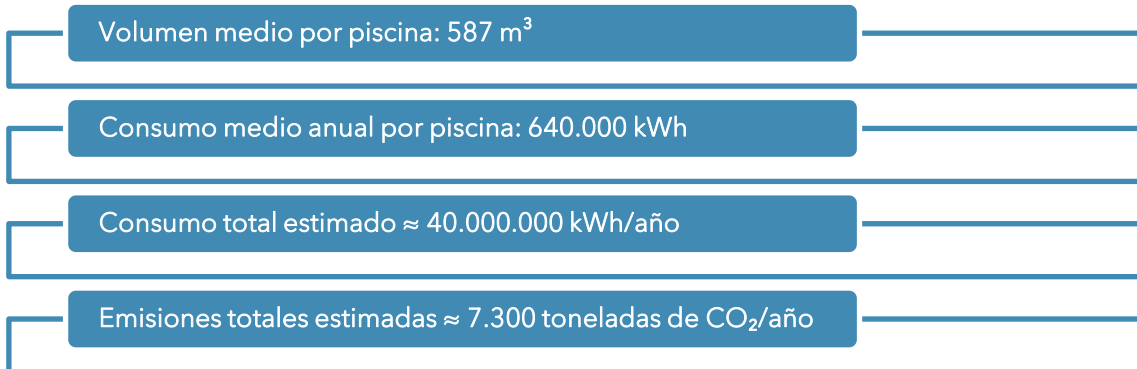 Volumen medio por piscina: 587 m³
Consumo medio anual por piscina: 640.000 kWh
Consumo total estimado ≈ 40.000.000 kWh/año
Emisiones totales estimadas ≈ 7.300 toneladas de CO₂/año